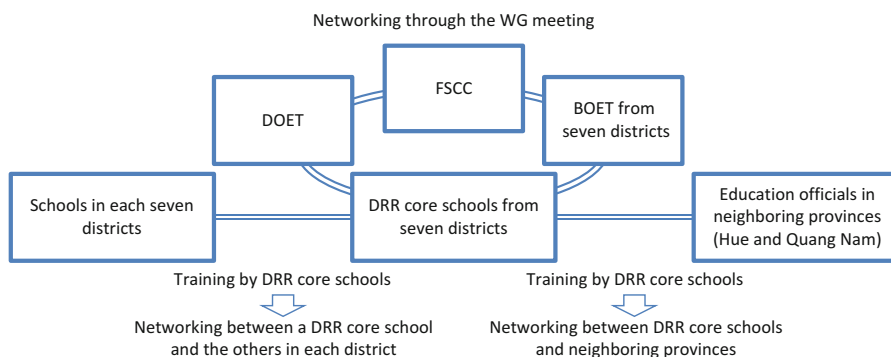 Networking through the WG meeting
FSCC
DOET
BOET from
seven districts
Schools in each seven
districts
DRR core schools from
seven districts
Education officials in
neighboring provinces
(Hue and Quang Nam)
Training by DRR core schools
Networking between a DRR core school
and the others in each district
Training by DRR core schools
Networking between DRR core schools
and neighboring provinces